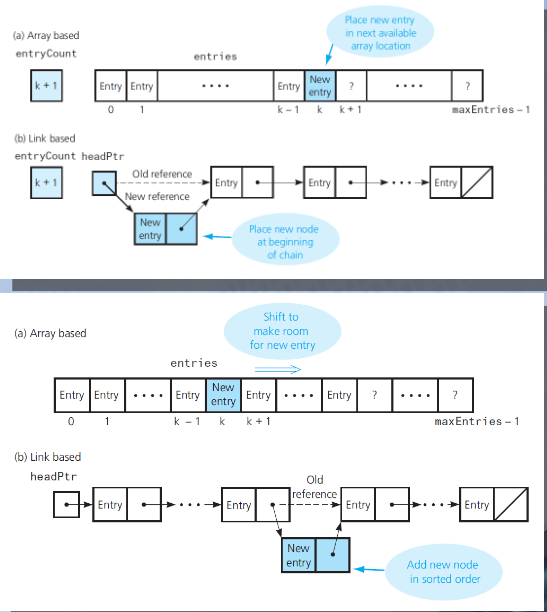 (a) Array based
entryCount
k + 1
entries
Place new entry
in next available
array location
Entry Entry •••• Entry New entry ? •••• ?
0 1 k – 1 k k + 1 maxEntries – 1
(b) Link based
entryCount headPtr
k + 1
Old reference
New reference
Entry Entry ••• Entry
New
entry
Place new node
at beginning
of chain
Shift to
make room
for new entry
(a) Array based
entries
Entry Entry •••• Entry New entry Entry •••• Entry ? •••• ?
0 1 k – 1 k k + 1 maxEntries – 1
(b) Link based
headPtr
Old
reference
Entry ••• Entry Entry ••• Entry
New
entry
Add new node
in sorted order